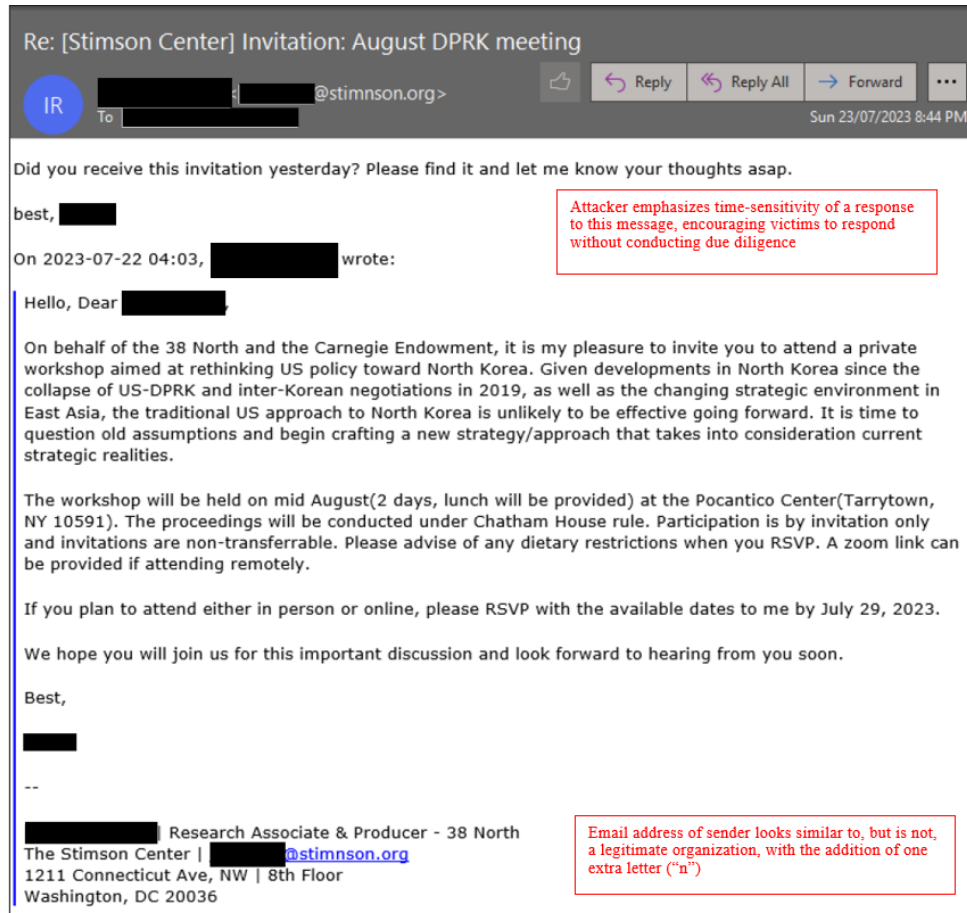 Re: [Stimson Center] Invitation: August DPRK meeting
IR
<
@stimnson.org>
Reply
Reply All
Forward
To
Sun 23/07/2023 8:44 PM
Did you receive this invitation yesterday? Please find it and let me know your thoughts asap.
best,
Attacker emphasizes time-sensitivity of a response
to this message, encouraging victims to respond
without conducting due diligence
On 2023-07-22 04:03, wrote:
Hello, Dear ,
On behalf of the 38 North and the Carnegie Endowment, it is my pleasure to invite you to attend a private
workshop aimed at rethinking US policy toward North Korea. Given developments in North Korea since the
collapse of US-DPRK and inter-Korean negotiations in 2019, as well as the changing strategic environment in
East Asia, the traditional US approach to North Korea is unlikely to be effective going forward. It is time to
question old assumptions and begin crafting a new strategy/approach that takes into consideration current
strategic realities.
The workshop will be held on mid August(2 days, lunch will be provided) at the Pocantico Center(Tarrytown,
NY 10591). The proceedings will be conducted under Chatham House rule. Participation is by invitation only
and invitations are non-transferrable. Please advise of any dietary restrictions when you RSVP. A zoom link can
be provided if attending remotely.
If you plan to attend either in person or online, please RSVP with the available dates to me by July 29, 2023.
We hope you will join us for this important discussion and look forward to hearing from you soon.
Best,
--
| Research Associate & Producer - 38 North
The Stimson Center | @stimnson.org
1211 Connecticut Ave, NW | 8th Floor
Washington, DC 20036
Email address of sender looks similar to, but is not,
a legitimate organization, with the addition of one
extra letter ("n")